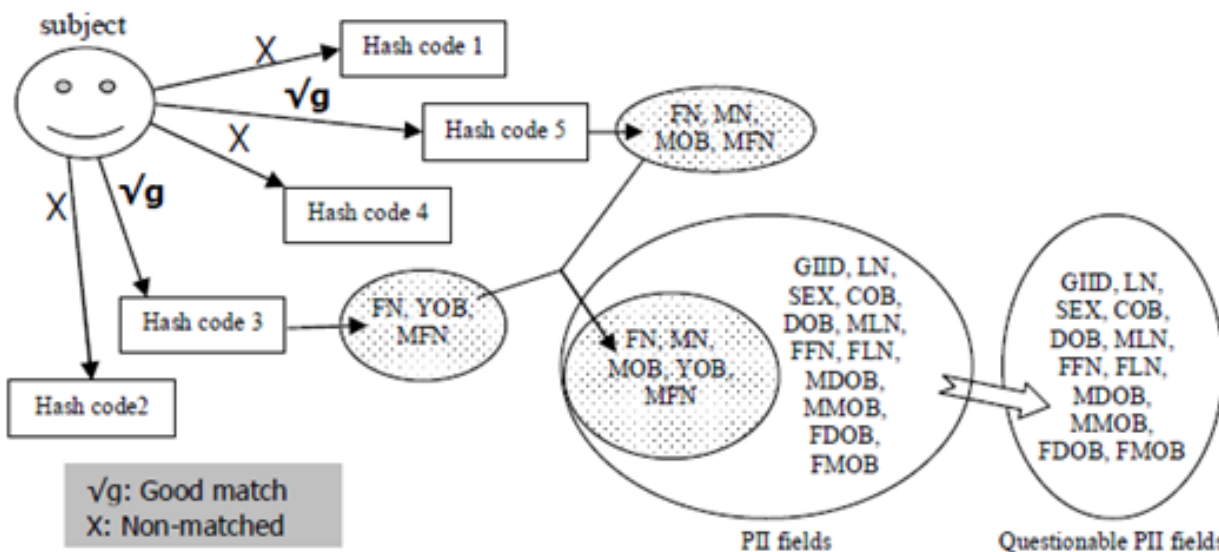 subject
X
Hash code 1
√g
Hash code 5
FN, MN,
MOB, MFN
X
Hash code 4
X
√g
Hash code 3
FN, YOB,
MFN
Hash code2
FN, MN,
MOB, YOB,
MFN
GIID, LN,
SEX, COB,
DOB, MLN,
FFN, FLN,
MDOB,
MMOB,
FDOB,
FMOB
GIID, LN,
SEX, COB,
DOB, MLN,
FFN, FLN,
MDOB,
MMOB,
FDOB, FMOB
√g: Good match
X: Non-matched
PII fields
Questionable PII fields